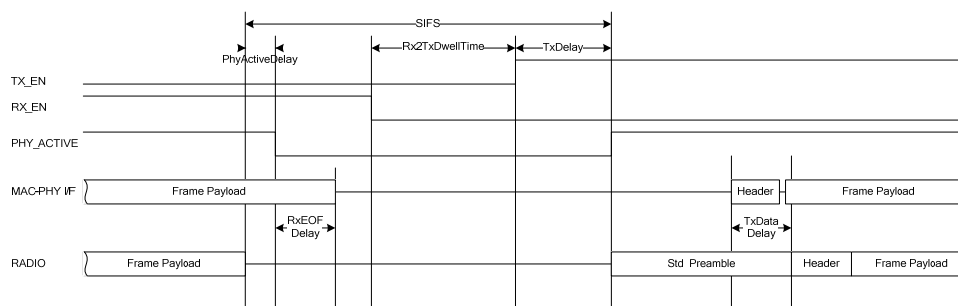 SIFS
Rx2TxDwellTime
TxDelay
PhyActiveDelay
TX_EN
RX_EN
PHY_ACTIVE
MAC-PHY I/F
Frame Payload
Header
Frame Payload
RxEOF
Delay
TxData
Delay
RADIO
Frame Payload
Std Preamble
Header
Frame Payload